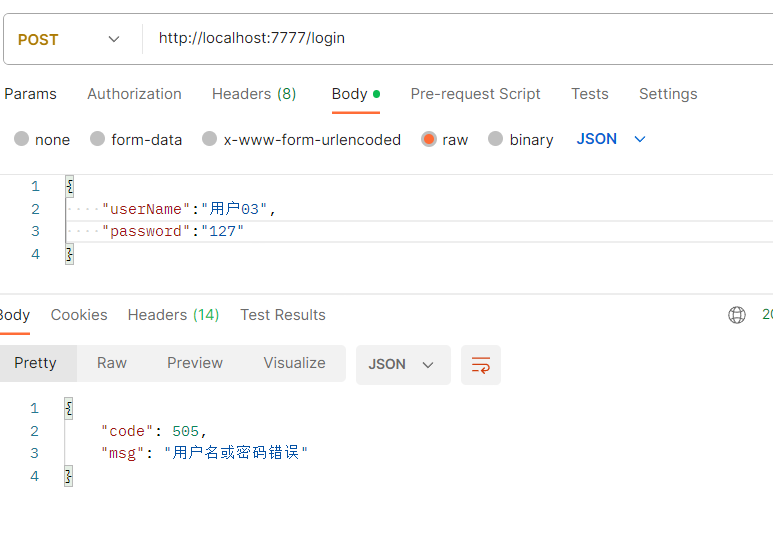 POST http://localhost:7777/login
Params Authorization Headers (8) Body Pre-request Script Tests Settings
none form-data x-www-form-urlencoded raw binary JSON
1 {
2 "userName":"用户03",
3 "password":"127"
4 }
Body Cookies Headers (14) Test Results 20
Pretty Raw Preview Visualize JSON
1 {
2 "code": 505,
3 "msg": "用户名或密码错误"
4 }